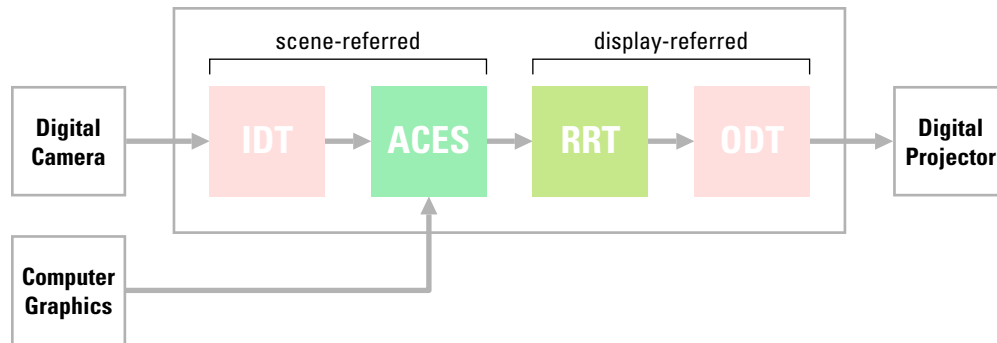 scene-referred
display-referred
Digital
Camera
IDT
ACES
RRT
ODT
Digital
Projector
Computer
Graphics